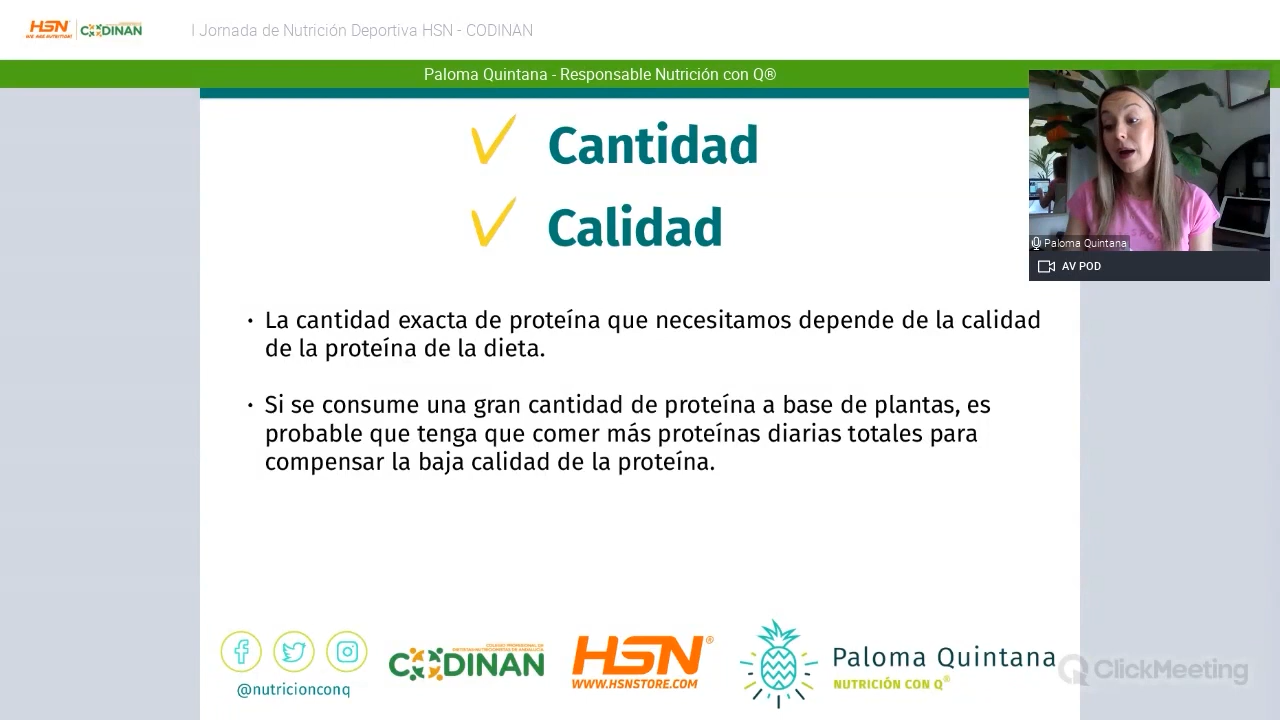 HSN
CODINAN
I Jornada de Nutrición Deportiva HSN - CODINAN
Paloma Quintana - Responsable Nutrición con Q®
Cantidad
Calidad
Paloma Quintana
AV POD
• La cantidad exacta de proteína que necesitamos depende de la calidad
de la proteína de la dieta.
• Si se consume una gran cantidad de proteína a base de plantas, es
probable que tenga que comer más proteínas diarias totales para
compensar la baja calidad de la proteína.
@nutricionconq
CODINAN
HSN®
WWW.HSNSTORE.COM
Paloma Quintana
NUTRICIÓN CON Q®
ClickMeeting